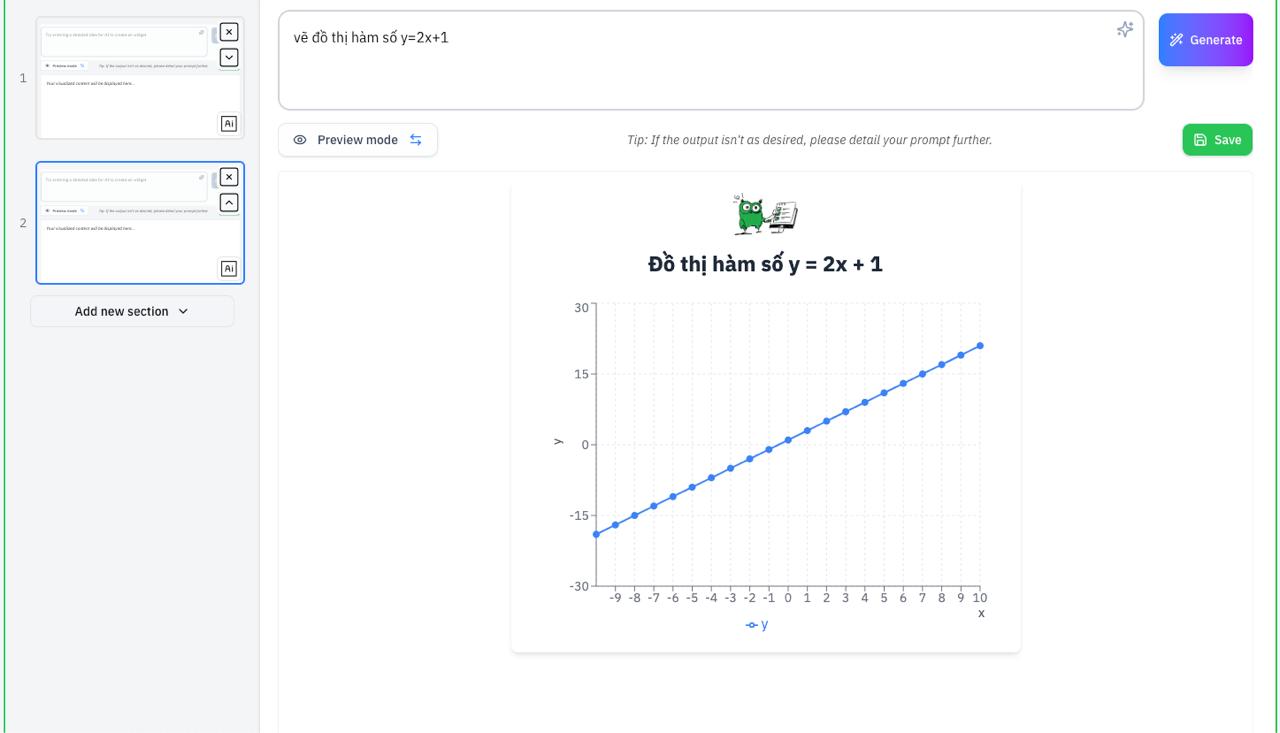 Try entering a detailed idea for AI to create an widget
Preview mode
Tip: If the output isn't as desired, please detail your prompt further.
Your visualized content will be displayed here...
1
Ai
Try entering a detailed idea for AI to create an widget
Preview mode
Tip: If the output isn't as desired, please detail your prompt further.
Your visualized content will be displayed here...
2
Ai
Add new section
vẽ đồ thị hàm số y=2x+1
Generate
Preview mode
Tip: If the output isn't as desired, please detail your prompt further.
Save
Đồ thị hàm số y = 2x + 1
30
15
0
-15
-30
y
-9 -8 -7 -6 -5 -4 -3 -2 -1 0 1 2 3 4 5 6 7 8 9 10
x
y